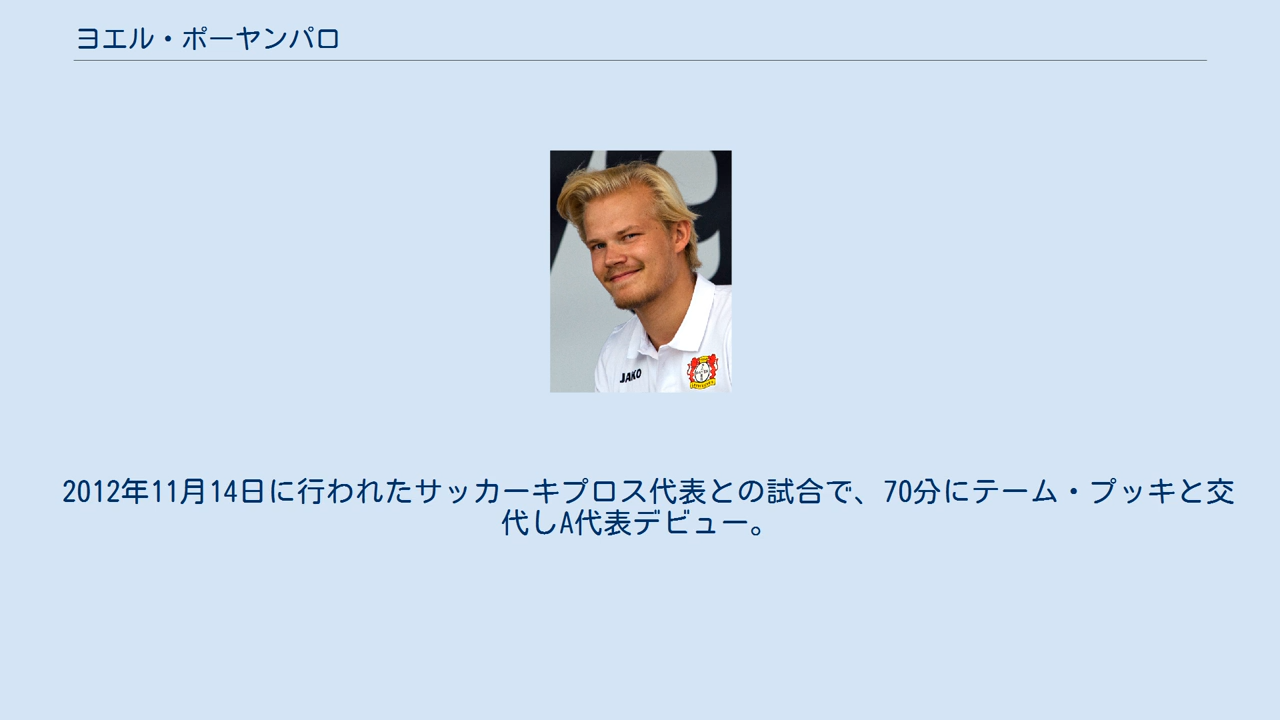 ヨエル・ポーヤンパロ
JAKO
2012年11月14日に行われたサッカーキプロス代表との試合で、70分にテーム・プッキと交
代しA代表デビュー。